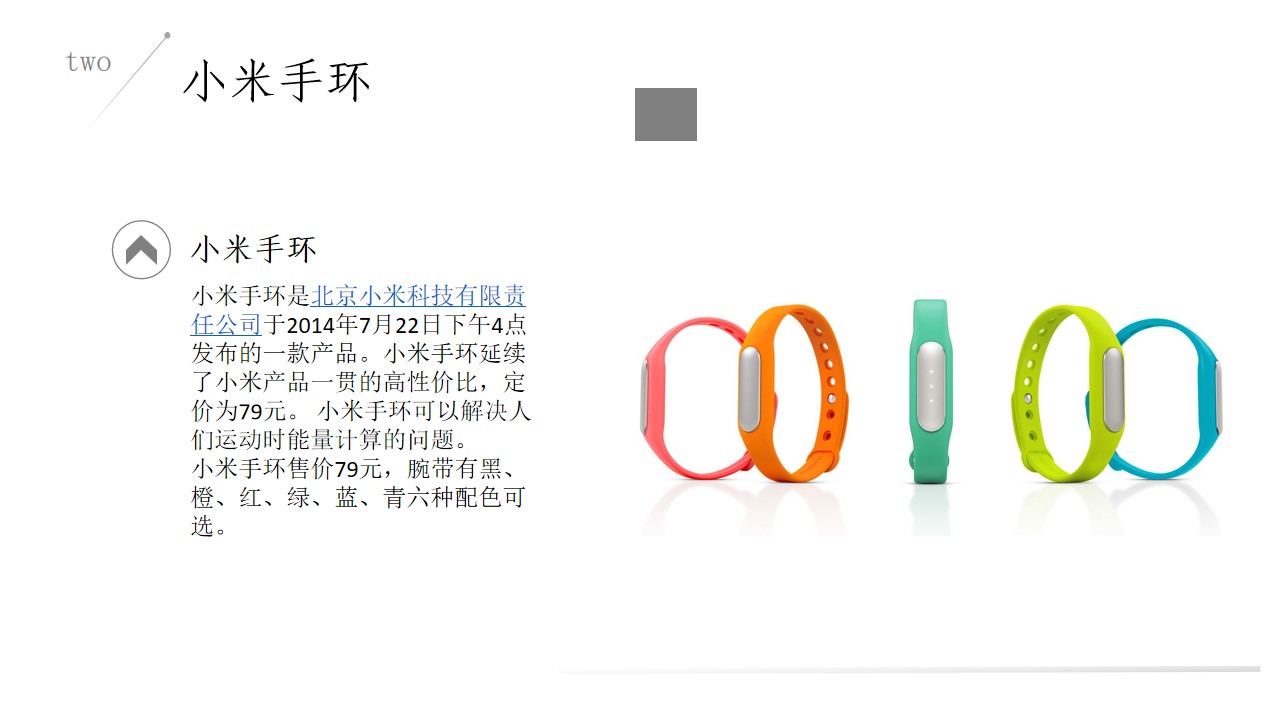 two
小米手环
小米手环
小米手环是北京小米科技有限责
任公司于2014年7月22日下午4点
发布的一款产品。小米手环延续
了小米产品一贯的高性价比，定
价为79元。 小米手环可以解决人
们运动时能量计算的问题。
小米手环售价79元，腕带有黑、
橙、红、绿、蓝、青六种配色可
选。